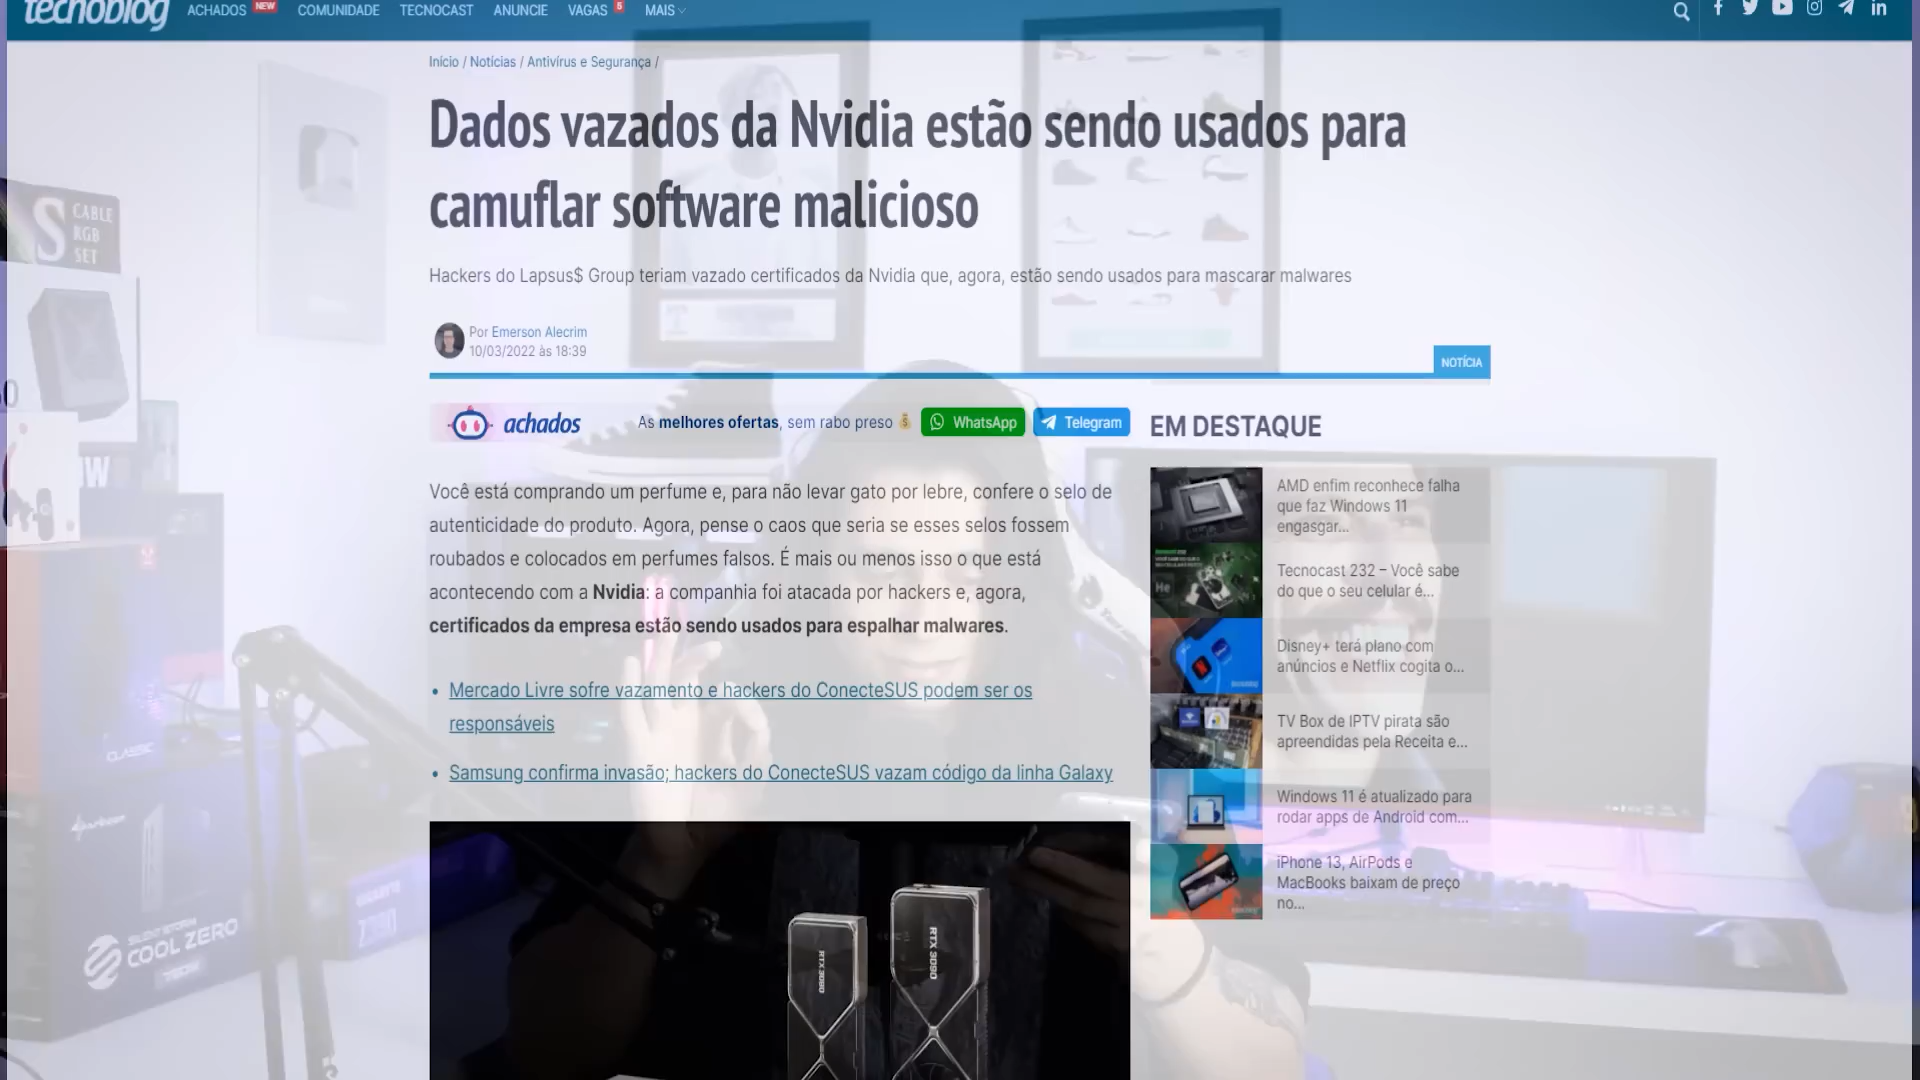 tecnoblog
ACHADOS NEW COMUNIDADE TECNOCAST ANUNCIE VAGAS 5 MAIS
Início / Notícias / Antivírus e Segurança /
Dados vazados da Nvidia estão sendo usados para
camuflar software malicioso
Hackers do Lapsus$ Group teriam vazado certificados da Nvidia que, agora, estão sendo usados para mascarar malwares
Por Emerson Alecrim
10/03/2022 às 18:39
NOTÍCIA
achados
As melhores ofertas, sem rabo preso
WhatsApp
Telegram
Você está comprando um perfume e, para não levar gato por lebre, confere o selo de
autenticidade do produto. Agora, pense o caos que seria se esses selos fossem
roubados e colocados em perfumes falsos. É mais ou menos isso o que está
acontecendo com a Nvidia: a companhia foi atacada por hackers e, agora,
certificados da empresa estão sendo usados para espalhar malwares.
• Mercado Livre sofre vazamento e hackers do ConecteSUS podem ser os
responsáveis
• Samsung confirma invasão; hackers do ConecteSUS vazam código da linha Galaxy
RTX 3090
RTX 3090
EM DESTAQUE
AMD enfim reconhece falha
que faz Windows 11
engasgar...
Tecnocast 232 – Você sabe
do que o seu celular é...
Disney+ terá plano com
anúncios e Netflix cogita o...
TV Box de IPTV pirata são
apreendidas pela Receita e...
Windows 11 é atualizado para
rodar apps de Android com...
iPhone 13, AirPods e
MacBooks baixam de preço
no...
S CABLE
RGB
SET
CLASSIC
SILENT STORM
COOL ZERO